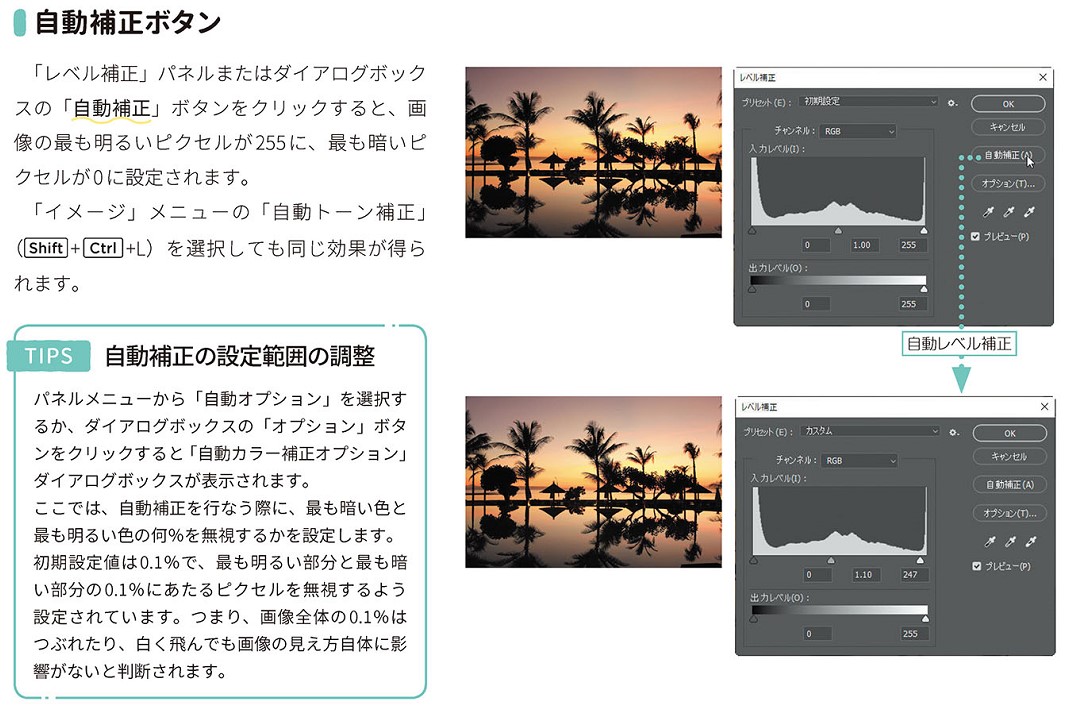 自動補正ボタン
「レベル補正」パネルまたはダイアログボック
スの「自動補正」ボタンをクリックすると、画
像の最も明るいピクセルが255に、最も暗いピ
クセルが0に設定されます。
「イメージ」メニューの「自動トーン補正」
（Shift+Ctrl+L）を選択しても同じ効果が得ら
れます。
TIPS 自動補正の設定範囲の調整
パネルメニューから「自動オプション」を選択す
るか、ダイアログボックスの「オプション」ボタ
ンをクリックすると「自動カラー補正オプション」
ダイアログボックスが表示されます。
ここでは、自動補正を行なう際に、最も暗い色と
最も明るい色の何%を無視するかを設定します。
初期設定値は0.1%で、最も明るい部分と最も暗
い部分の0.1%にあたるピクセルを無視するよう
設定されています。つまり、画像全体の0.1%は
つぶれたり、白く飛んでも画像の見え方自体に影
響がないと判断されます。
レベル補正
プリセット(E)： 初期設定
OK
チャンネル： RGB
キャンセル
入力レベル(I)：
自動補正(A)
オプション(T)...
プレビュー(P)
0 1.00 255
出力レベル(O)：
0 255
自動レベル補正
レベル補正
プリセット(E)： カスタム
OK
チャンネル： RGB
キャンセル
入力レベル(I)：
自動補正(A)
オプション(T)...
プレビュー(P)
0 1.10 247
出力レベル(O)：
0 255